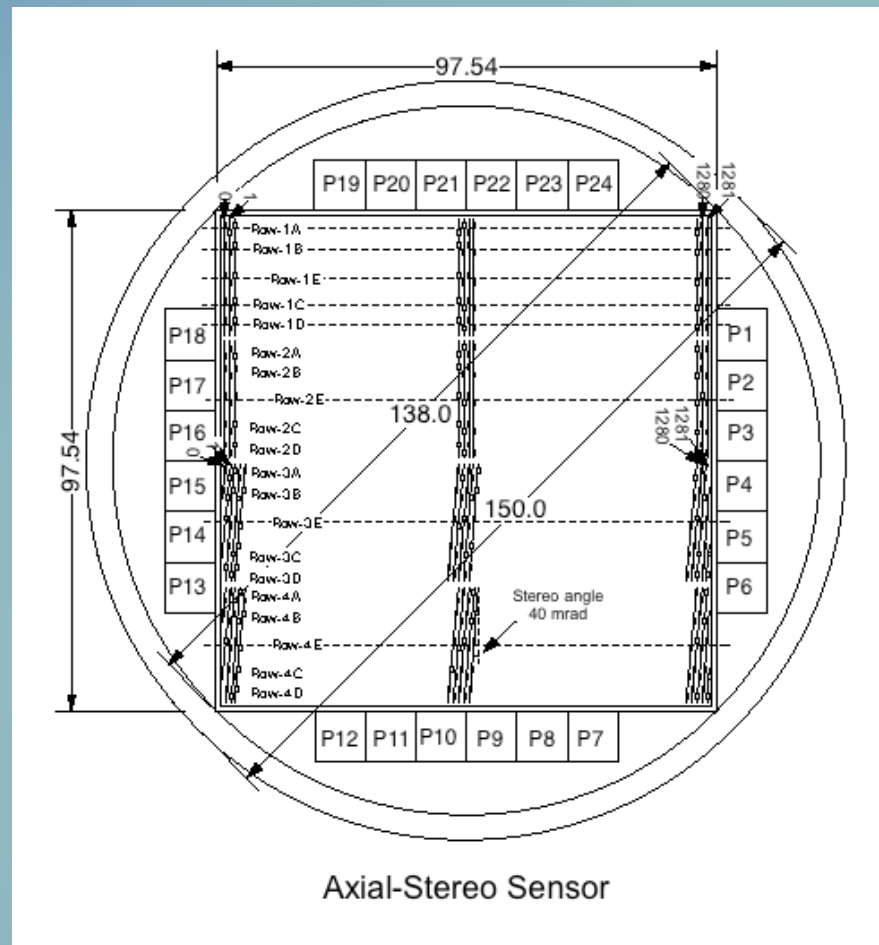 97.54
P19 P20 P21 P22 P23 P24
0 1
1280 1281
Raw-1A
Raw-1B
Raw-1E
Raw-1C
Raw-1D
Raw-2A
Raw-2B
Raw-2E
Raw-2C
Raw-2D
Raw-3A
Raw-3B
Raw-3E
Raw-3C
Raw-3D
Raw-4A
Raw-4B
Raw-4E
Raw-4C
Raw-4D
97.54
P18
P17
P16
P15
P14
P13
0 1
138.0
150.0
1280 1281
Stereo angle
40 mrad
P1
P2
P3
P4
P5
P6
P12 P11 P10 P9 P8 P7
Axial-Stereo Sensor